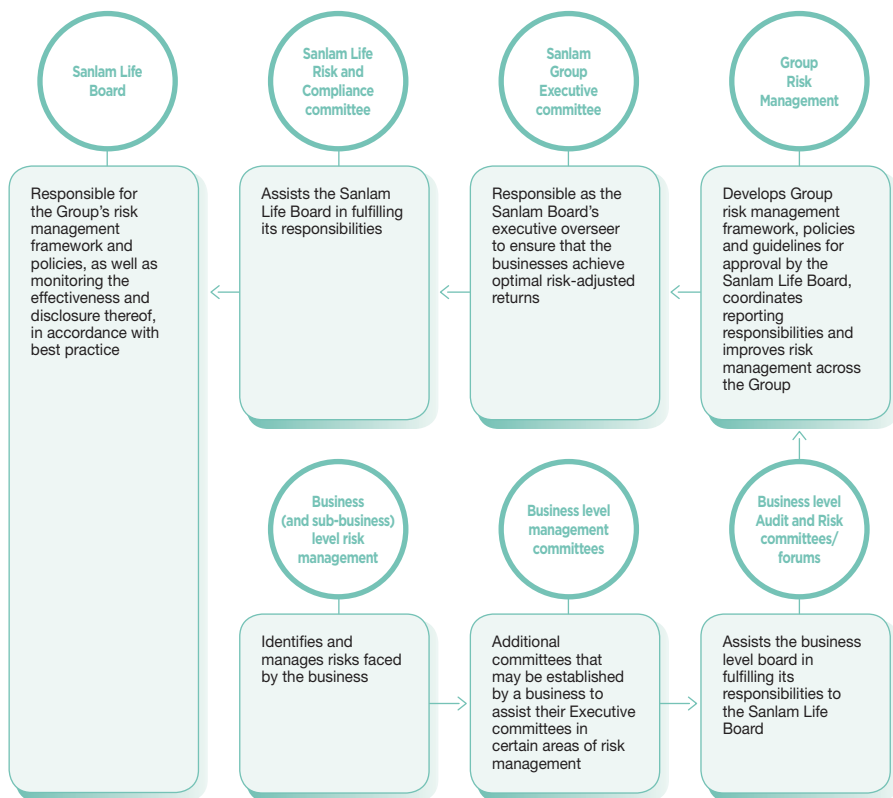 Sanlam Life
Board
Responsible for
the Group's risk
management
framework and
policies, as well as
monitoring the
effectiveness and
disclosure thereof,
in accordance with
best practice
Sanlam Life
Risk and
Compliance
committee
Assists the Sanlam
Life Board in fulfilling
its responsibilities
Sanlam
Group
Executive
committee
Responsible as the
Sanlam Board's
executive overseer
to ensure that the
businesses achieve
optimal risk-adjusted
returns
Group
Risk
Management
Develops Group
risk management
framework, policies
and guidelines for
approval by the
Sanlam Life Board,
coordinates
reporting
responsibilities and
improves risk
management across
the Group
Business
(and sub-business)
level risk
management
Identifies and
manages risks faced
by the business
Business level
management
committees
Additional
committees that
may be established
by a business to
assist their Executive
committees in
certain areas of risk
management
Business level
Audit and Risk
committees/
forums
Assists the business
level board in
fulfilling its
responsibilities to
the Sanlam Life
Board